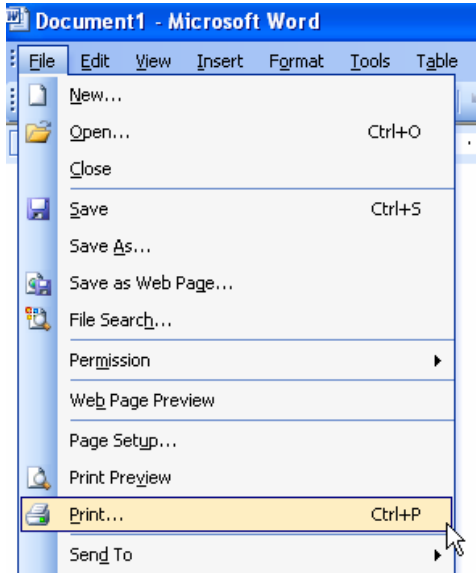 Document1 - Microsoft Word
File Edit View Insert Format Tools Table
New...
Open... Ctrl+O
Close
Save Ctrl+S
Save As...
Save as Web Page...
File Search...
Permission
Web Page Preview
Page Setup...
Print Preview
Print... Ctrl+P
Send To